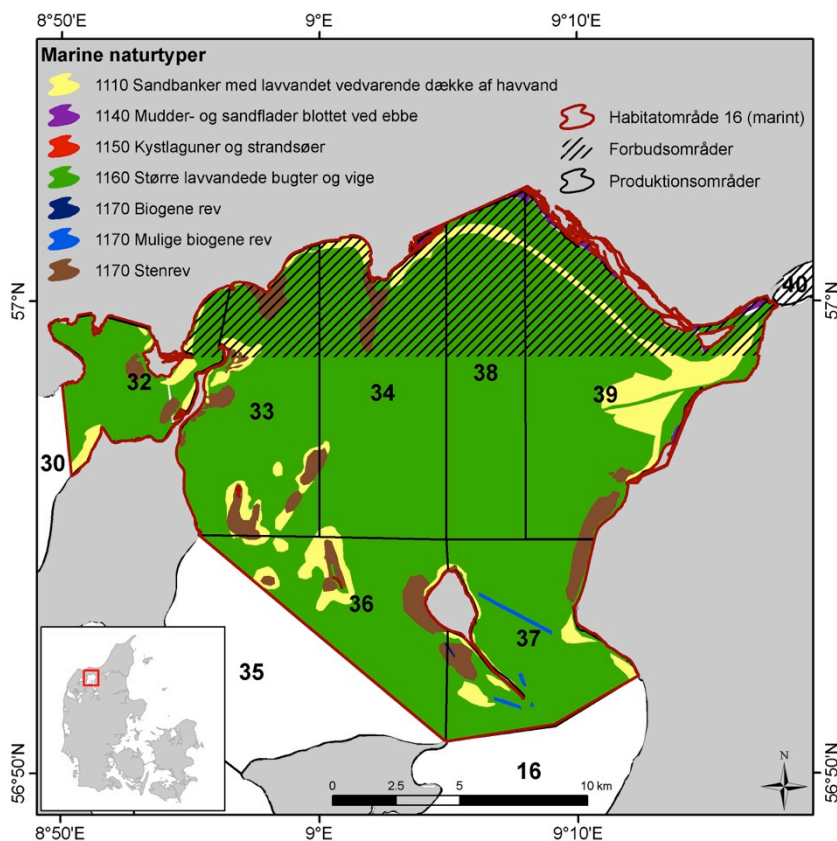 8°50'E
9°E
9°10'E
Marine naturtyper
1110 Sandbanker med lavvandet vedvarende dække af havvand
1140 Mudder- og sandflader blottet ved ebbe
1150 Kystlaguner og strandsøer
1160 Større lavvandede bugter og vige
1170 Biogene rev
1170 Mulige biogene rev
1170 Stenrev
Habitatområde 16 (marint)
Forbudsområder
Produktionsområder
57°N
57°N
40
32
33
34
38
39
30
36
37
35
16
N
0
2.5
5
10 km
56°50'N
56°50'N
8°50'E
9°E
9°10'E